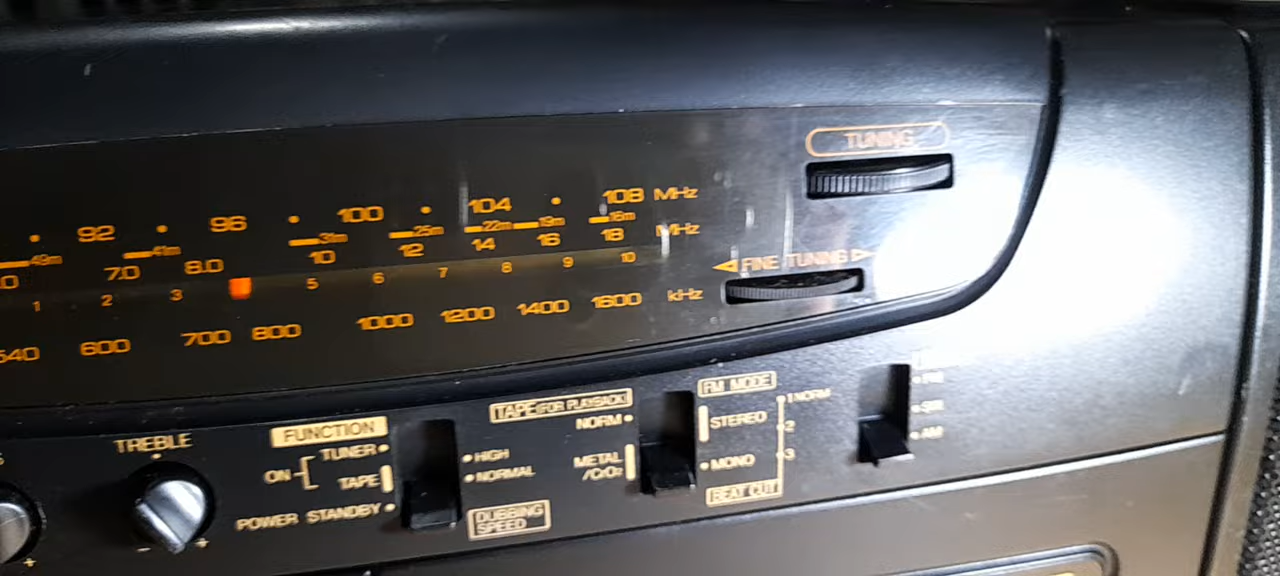 TUNING
92 96 100 104 108 MHz
49m 41m 31m 25m 22m 19m 16m
7.0 8.0 10 12 14 16 18 MHz
1 2 3 5 6 7 8 9 10
FINE TUNING
540 600 700 800 1000 1200 1400 1600 kHz
TREBLE
- +
+
FUNCTION
ON
TUNER
TAPE
POWER STANDBY
HIGH
NORMAL
DUBBING
SPEED
TAPE (FOR PLAYBACK)
NORM
METAL
/CrO2
FM MODE
STEREO
MONO
1 NORM
2
3
BEAT CUT
SW
AM